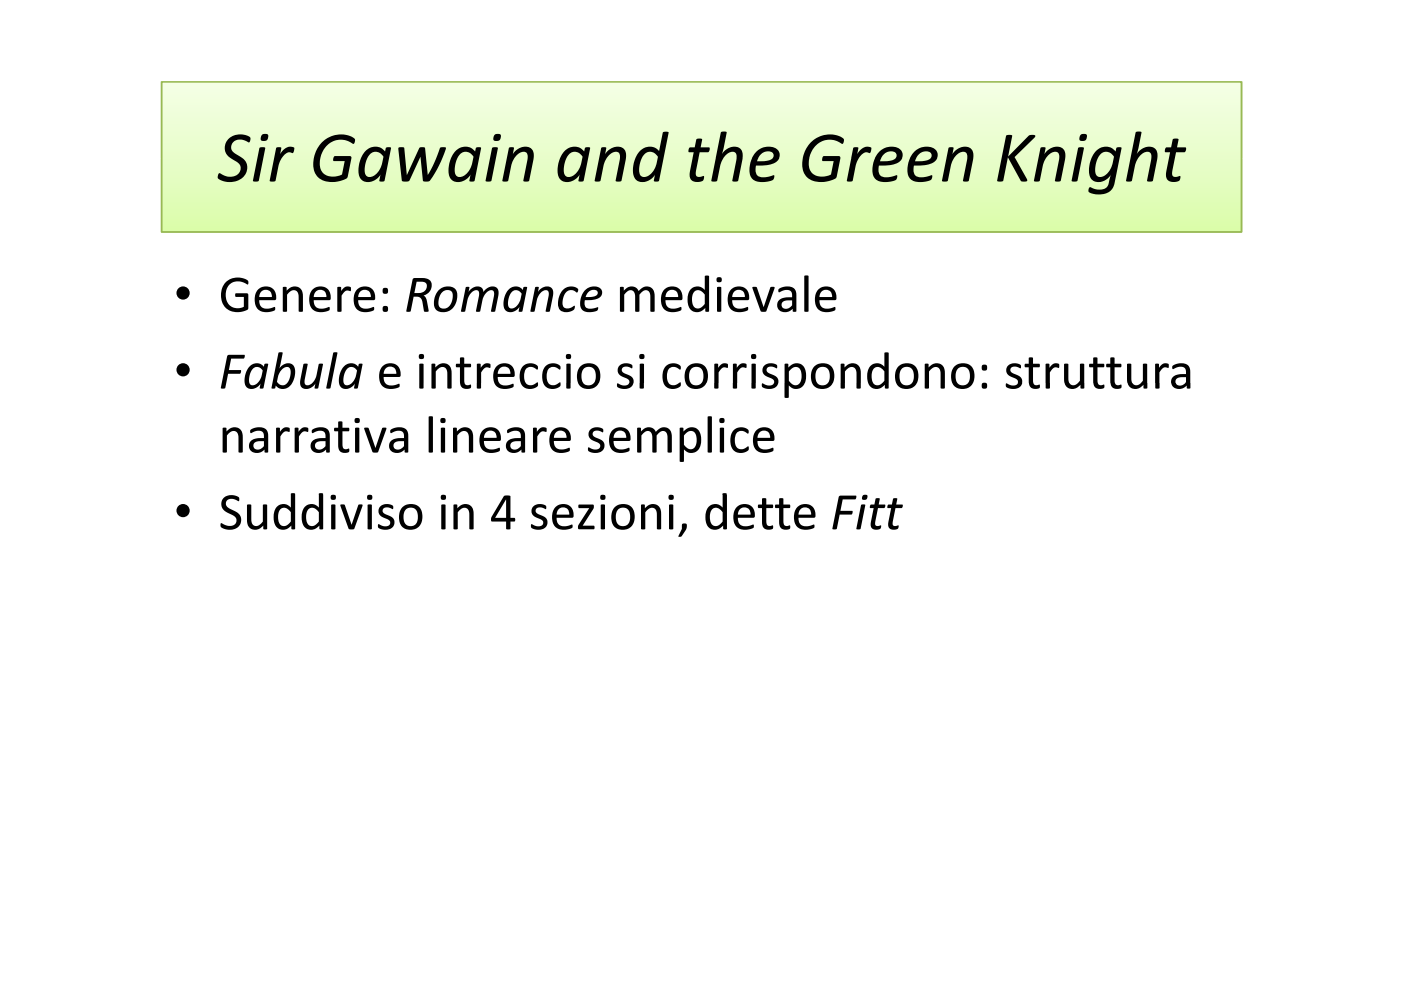 Sir Gawain and the Green Knight
• Genere: Romance medievale
• Fabula e intreccio si corrispondono: struttura
narrativa lineare semplice
• Suddiviso in 4 sezioni, dette Fitt